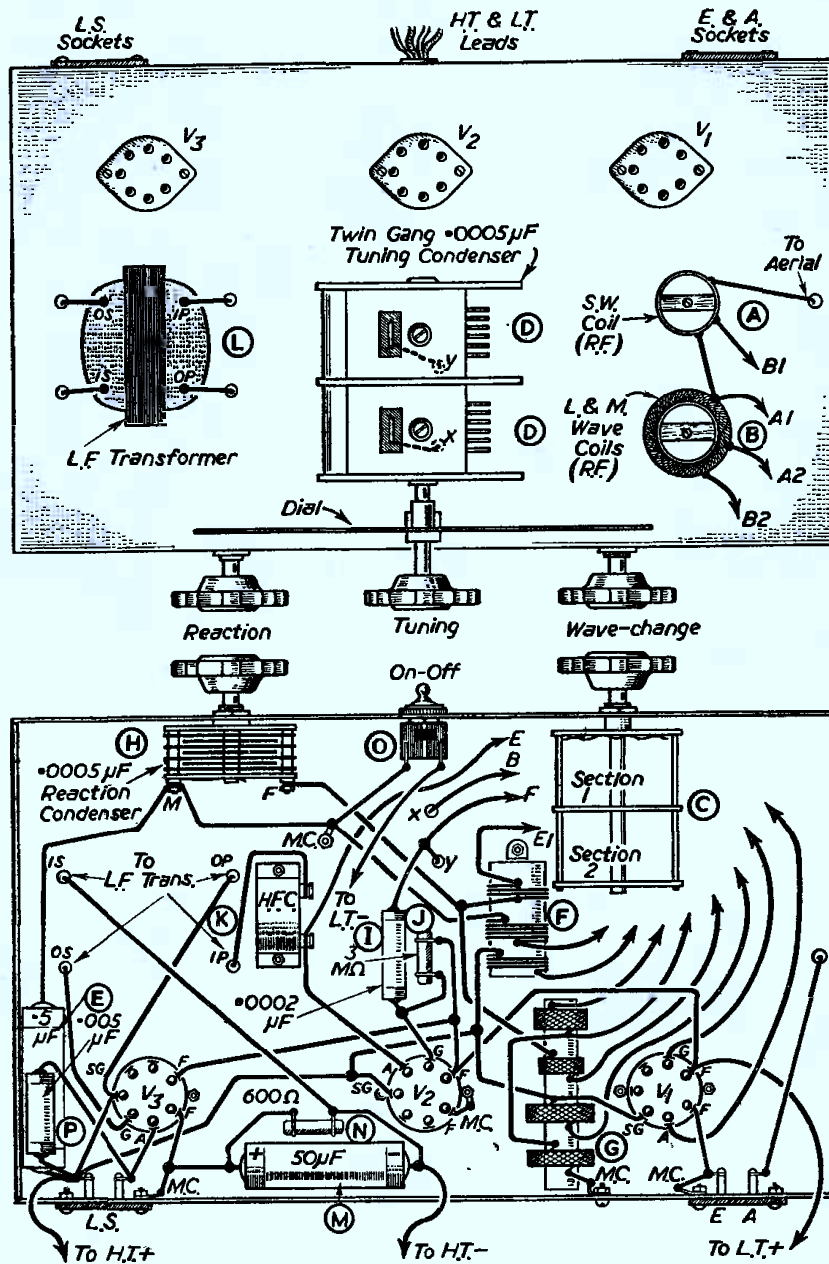 L.S.
Sockets
HT. & L.T.
Leads
E. & A.
Sockets
V3
V2
V1
Twin Gang ·0005µF
Tuning Condenser
To
Aerial
OS
IP
L
IS
OP
L.F. Transformer
D
y
D
x
S.W.
Coil
(R.F.)
A
B1
L. & M.
Wave
Coils
(R.F.)
A1
B
A2
B2
Dial
Reaction
Tuning
Wave-change
On-Off
H
·0005µF
Reaction
Condenser
M
F
O
E
B
F
x
M.C.
y
E1
Section
1
Section
2
C
IS
To
L.F. Trans.
OP
K
H.F.C.
IP
To
L.T.-
I
J
3
MΩ
F
·0002
µF
OS
E
·5
µF
·005
µF
SG
F
V3
G
A
F
P
600Ω
N
A
G
F
SG
V2
F
M.C.
G
F
V1
F
SG
A
G
+
50µF
-
M
M.C.
L.S.
M.C.
M.C.
E
A
To H.T.+
To H.T.-
To L.T.+